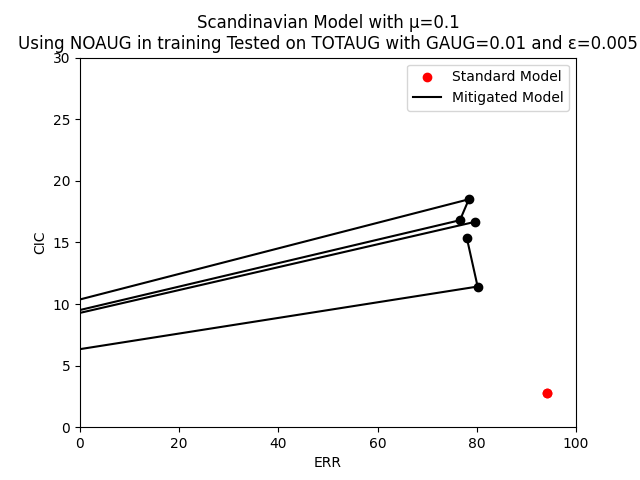 Scandinavian Model with μ=0.1
Using NOAUG in training Tested on TOTAUG with GAUG=0.01 and ε=0.005
Standard Model
Mitigated Model
30
25
20
15
10
5
0
CIC
0 20 40 60 80 100
ERR